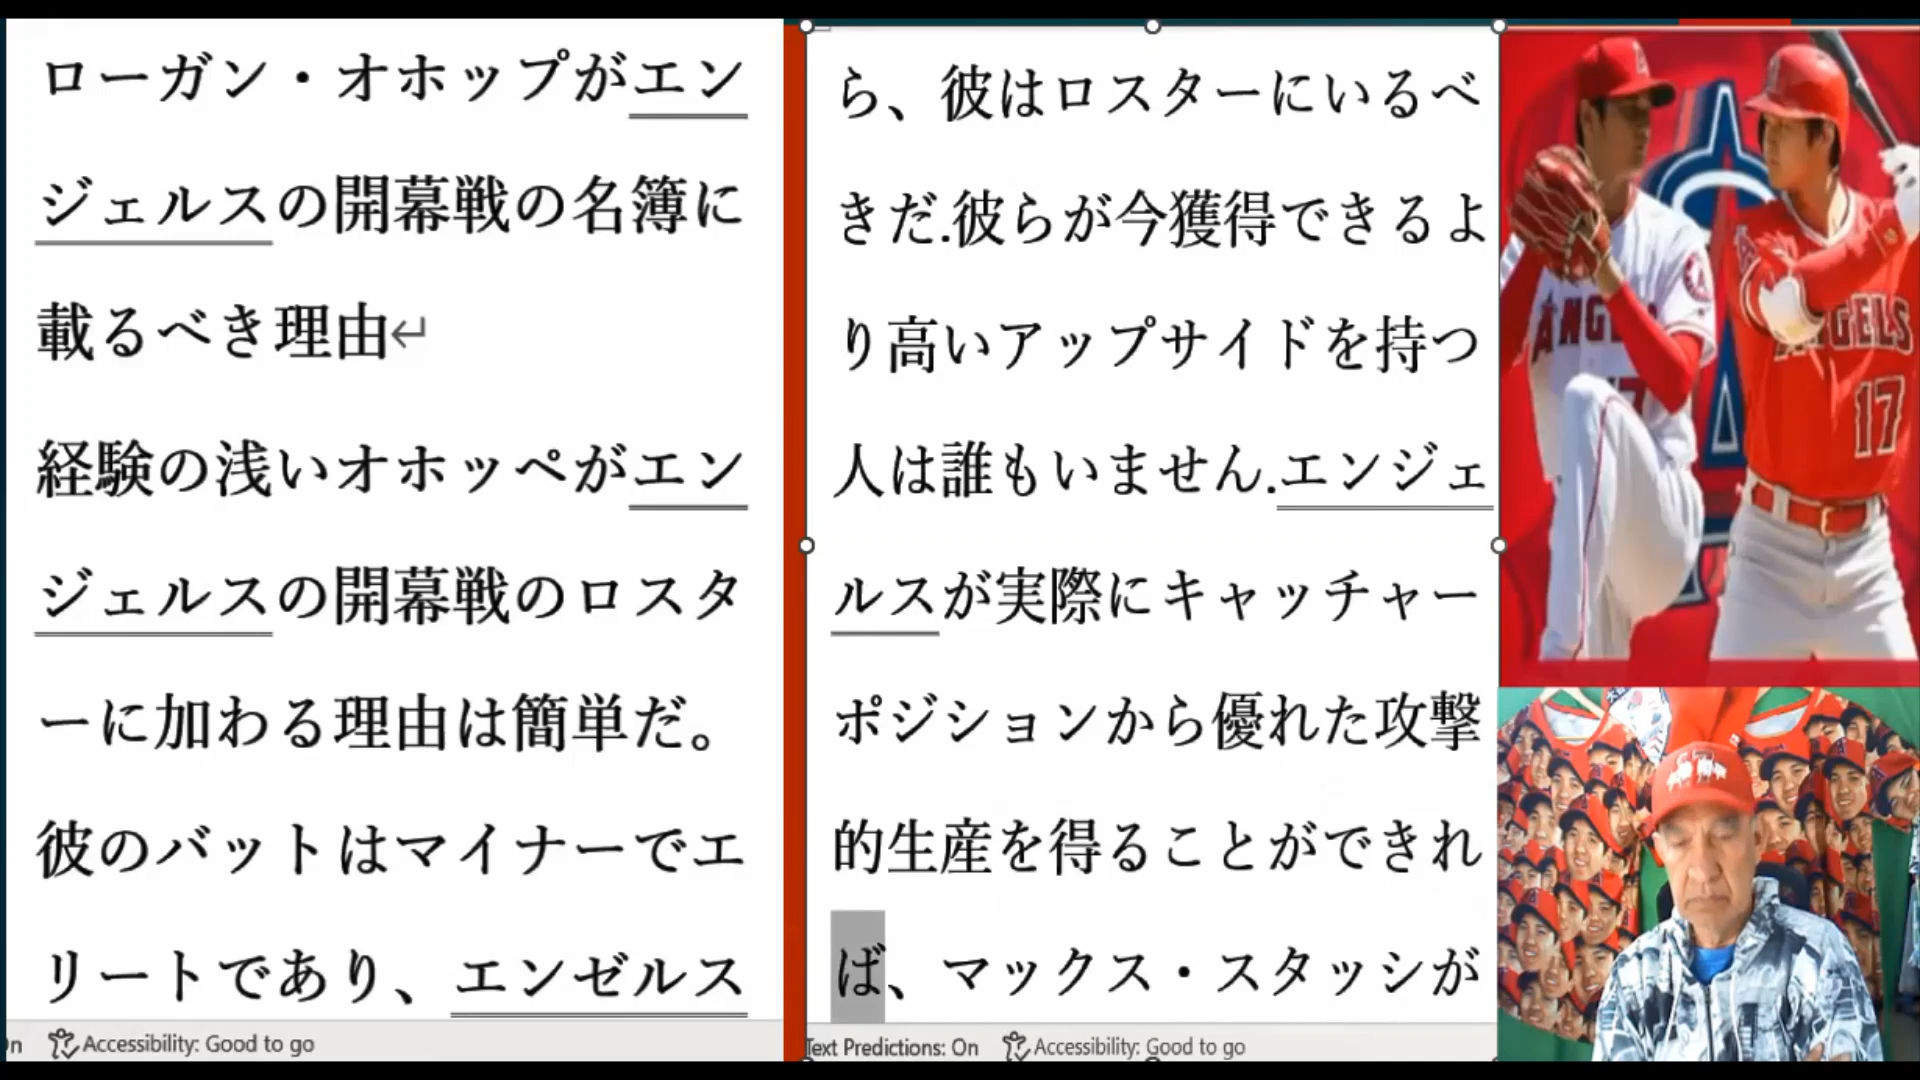 ローガン・オホップがエン
ジェルスの開幕戦の名簿に
載るべき理由↵
経験の浅いオホッペがエン
ジェルスの開幕戦のロスタ
ーに加わる理由は簡単だ。
彼のバットはマイナーでエ
リートであり、エンゼルス
Accessibility: Good to go
ら、彼はロスターにいるべ
きだ.彼らが今獲得できるよ
り高いアップサイドを持つ
人は誰もいません.エンジェ
ルスが実際にキャッチャー
ポジションから優れた攻撃
的生産を得ることができれ
ば、マックス・スタッシが
Text Predictions: On
Accessibility: Good to go
ANGELS
17